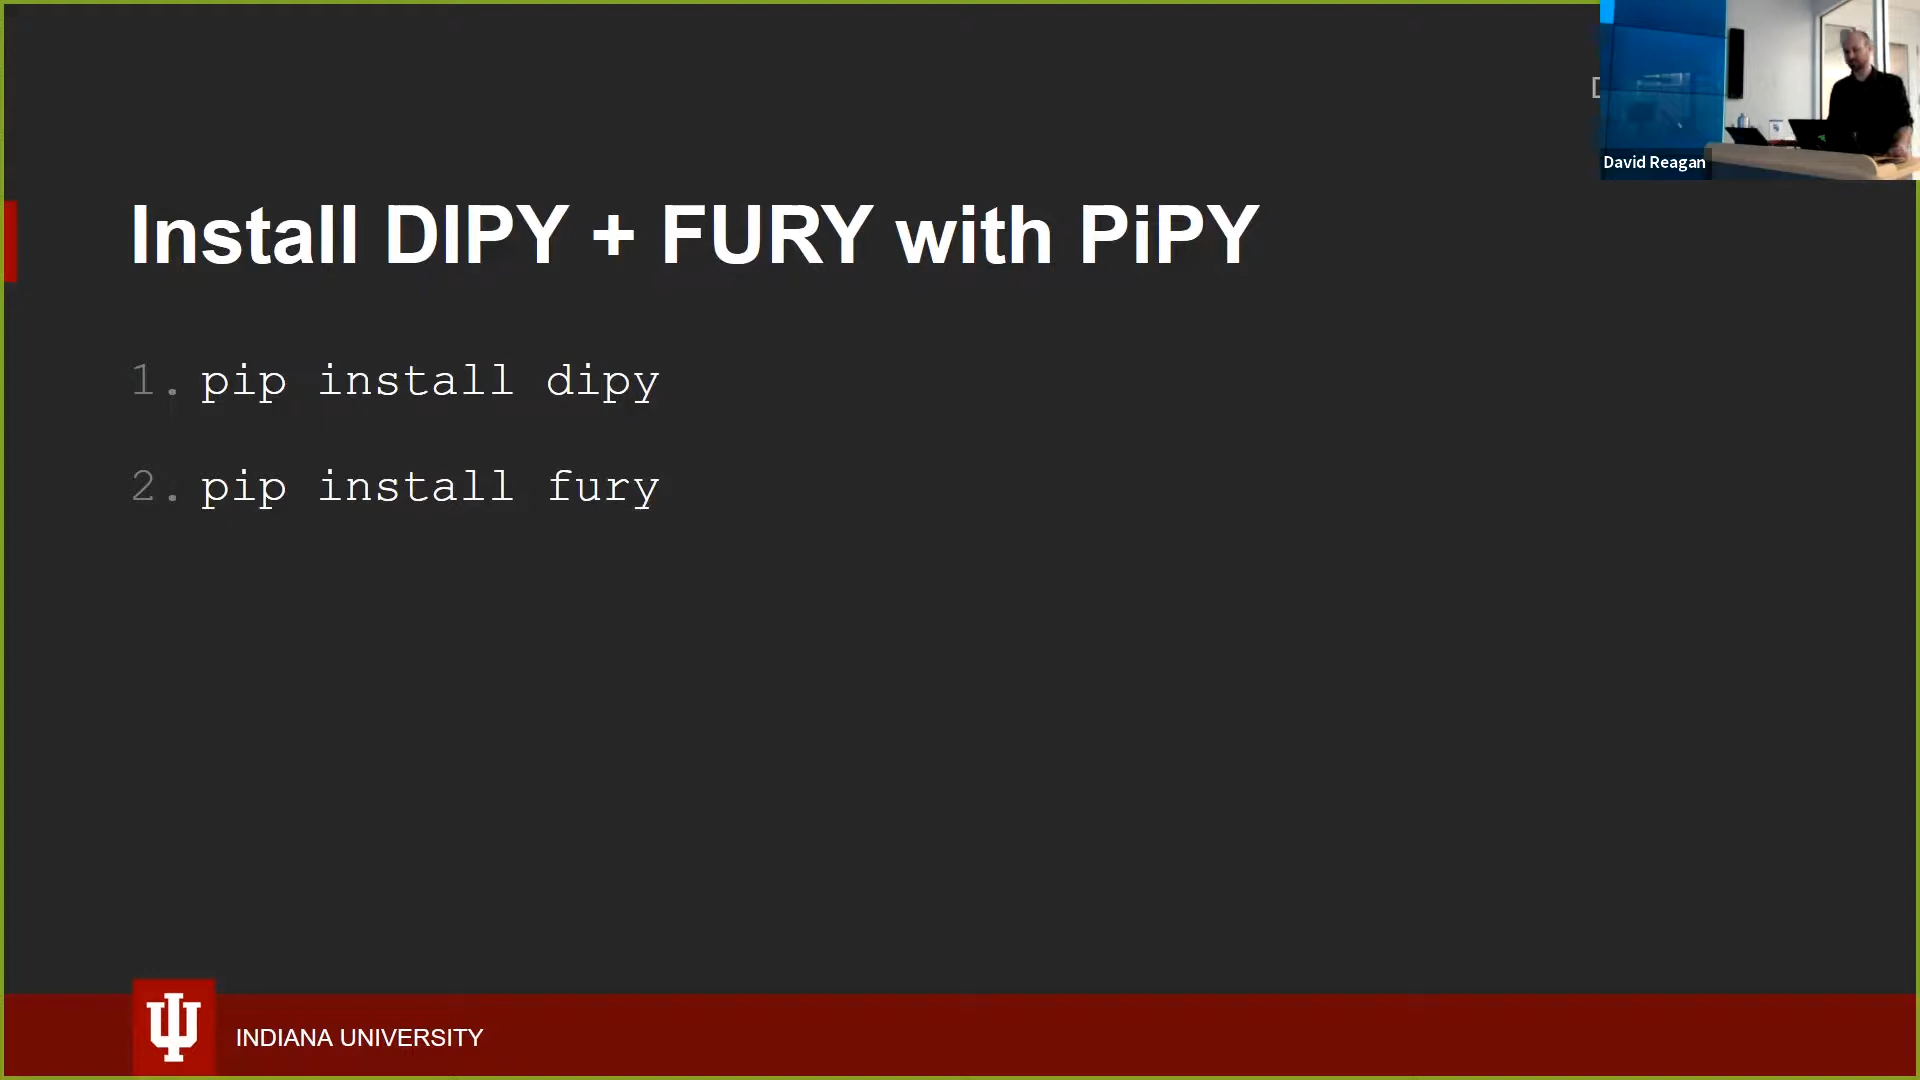 David Reagan
Install DIPY + FURY with PiPY
1. pip install dipy
2. pip install fury
INDIANA UNIVERSITY